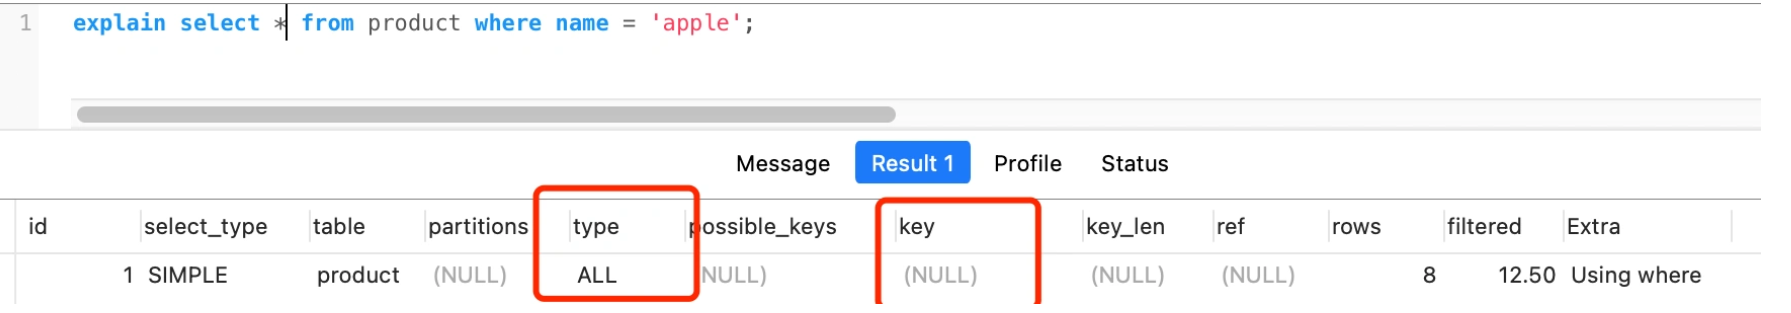 1 explain select * from product where name = 'apple';
Message Result 1 Profile Status
id select_type table partitions type possible_keys key key_len ref rows filtered Extra
1 SIMPLE product (NULL) ALL NULL) (NULL) (NULL) (NULL) 8 12.50 Using where